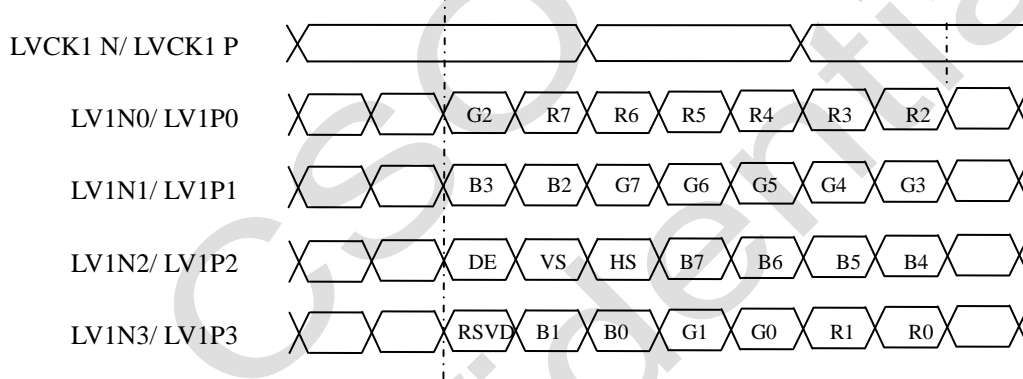 LVCK1 N/ LVCK1 P
LV1N0/ LV1P0 G2 R7 R6 R5 R4 R3 R2
LV1N1/ LV1P1 B3 B2 G7 G6 G5 G4 G3
LV1N2/ LV1P2 DE VS HS B7 B6 B5 B4
LV1N3/ LV1P3 RSVD B1 B0 G1 G0 R1 R0